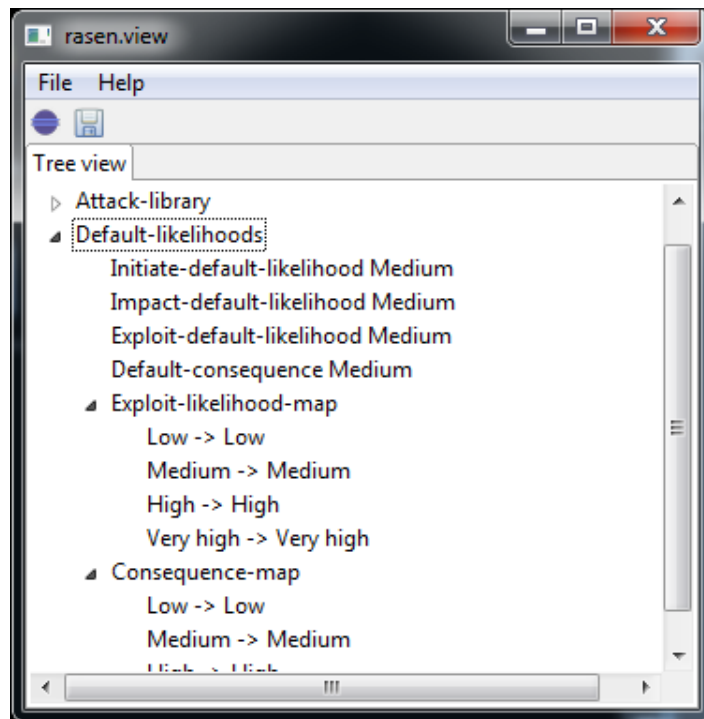 rasen.view
File Help
Tree view
Attack-library
Default-likelihoods
Initiate-default-likelihood Medium
Impact-default-likelihood Medium
Exploit-default-likelihood Medium
Default-consequence Medium
Exploit-likelihood-map
Low -> Low
Medium -> Medium
High -> High
Very high -> Very high
Consequence-map
Low -> Low
Medium -> Medium
High -> High